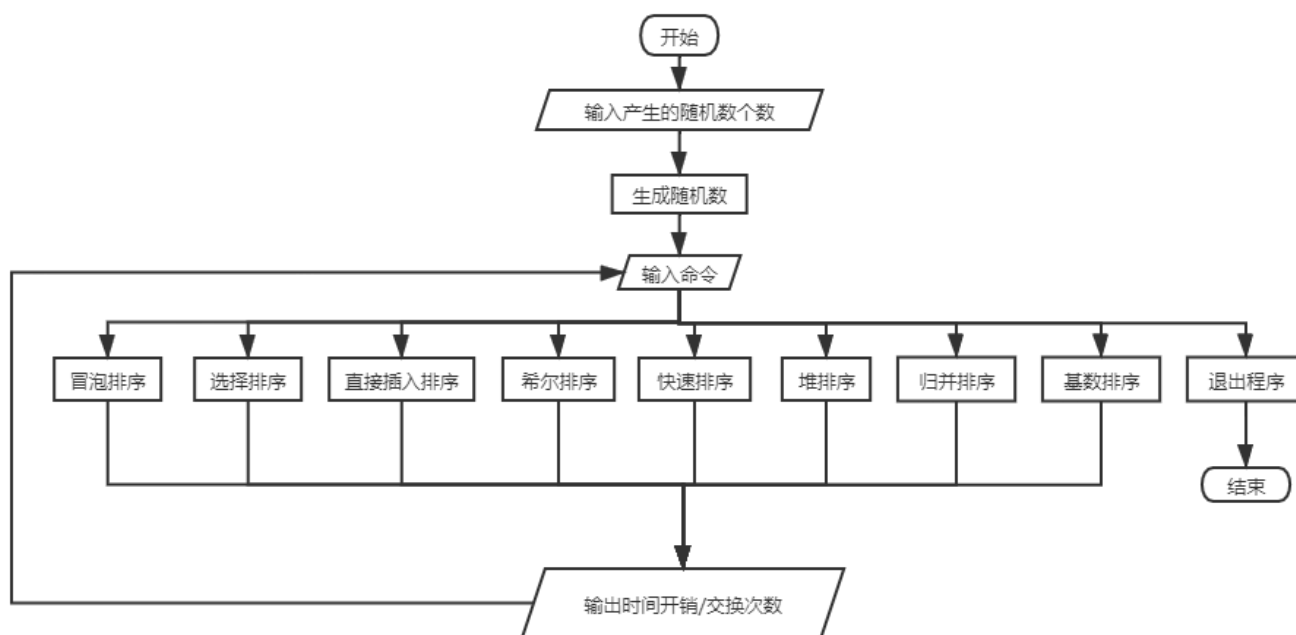 开始
输入产生的随机数个数
生成随机数
输入命令
冒泡排序
选择排序
直接插入排序
希尔排序
快速排序
堆排序
归并排序
基数排序
退出程序
结束
输出时间开销/交换次数